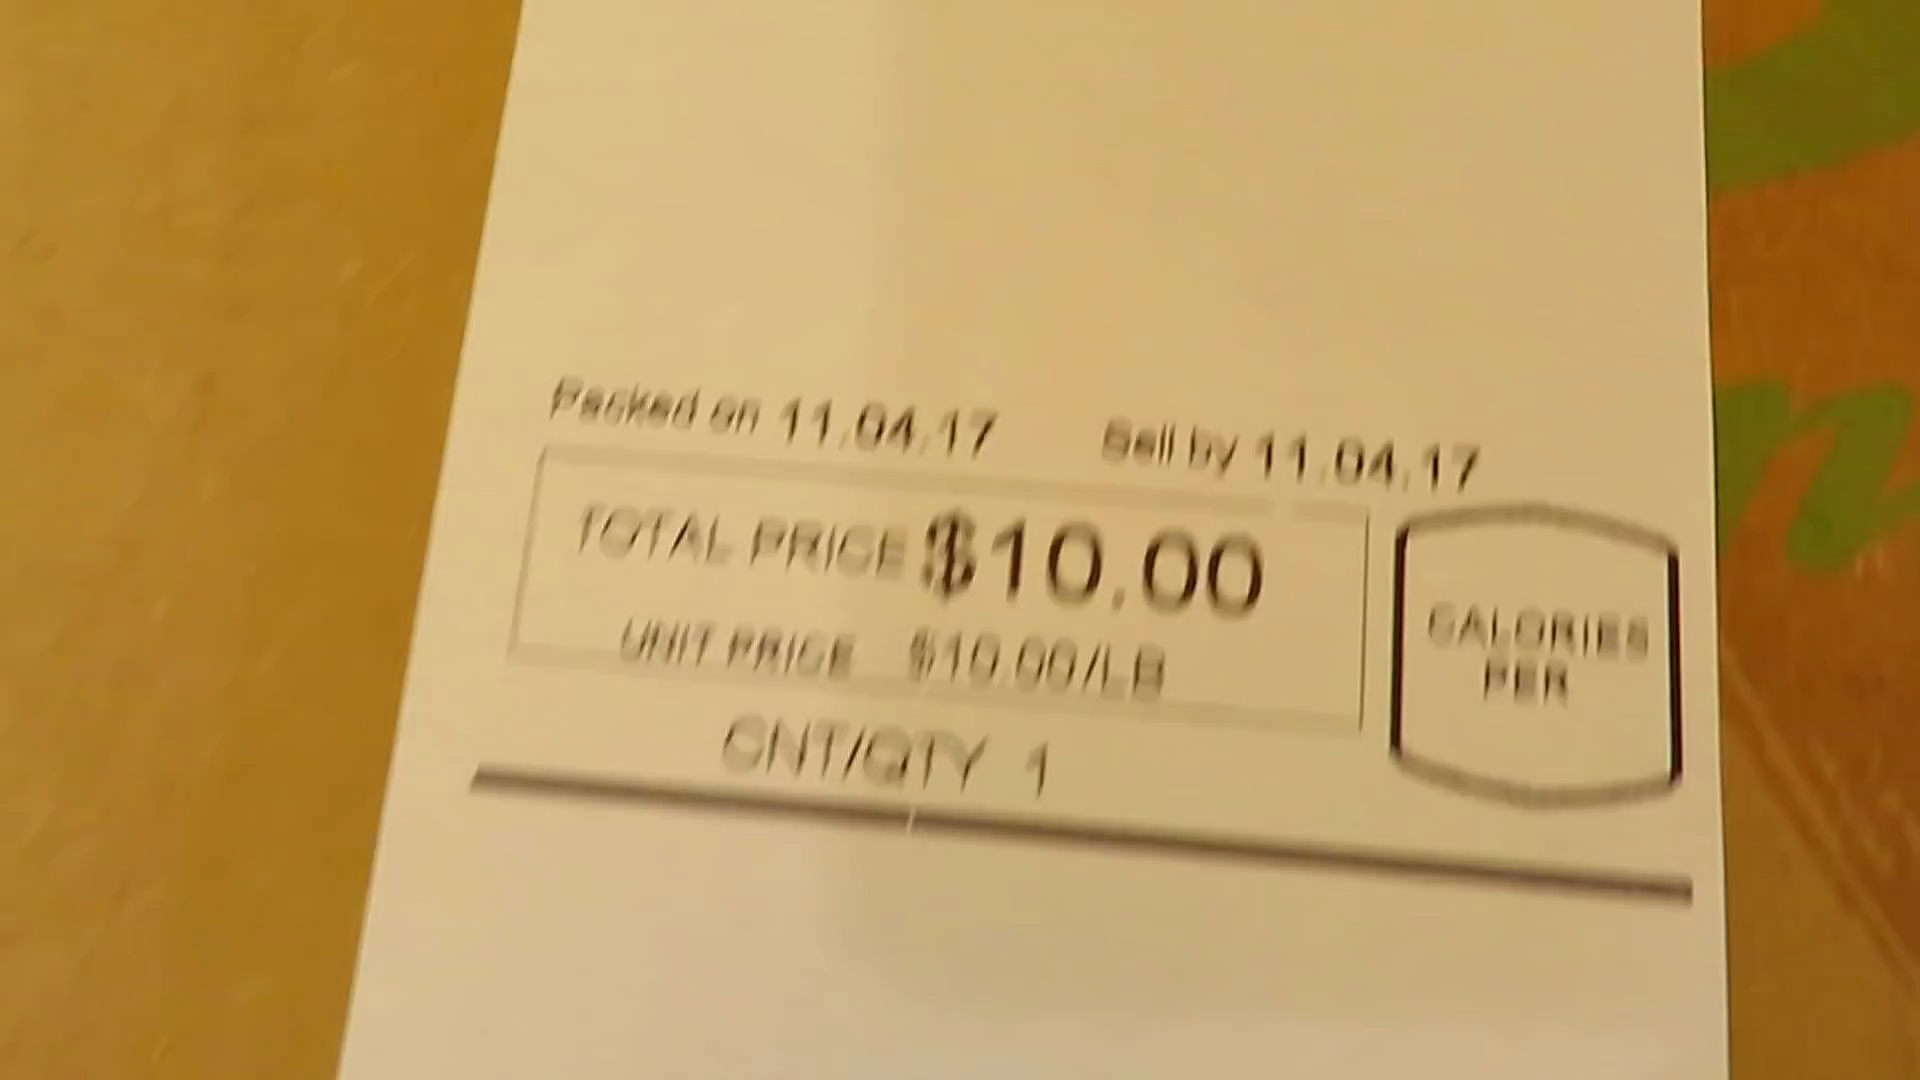 Packed on 11.04.17 Sell by 11.04.17
TOTAL PRICE $10.00
UNIT PRICE $10.00/LB
CNT/QTY 1
CALORIES
PER